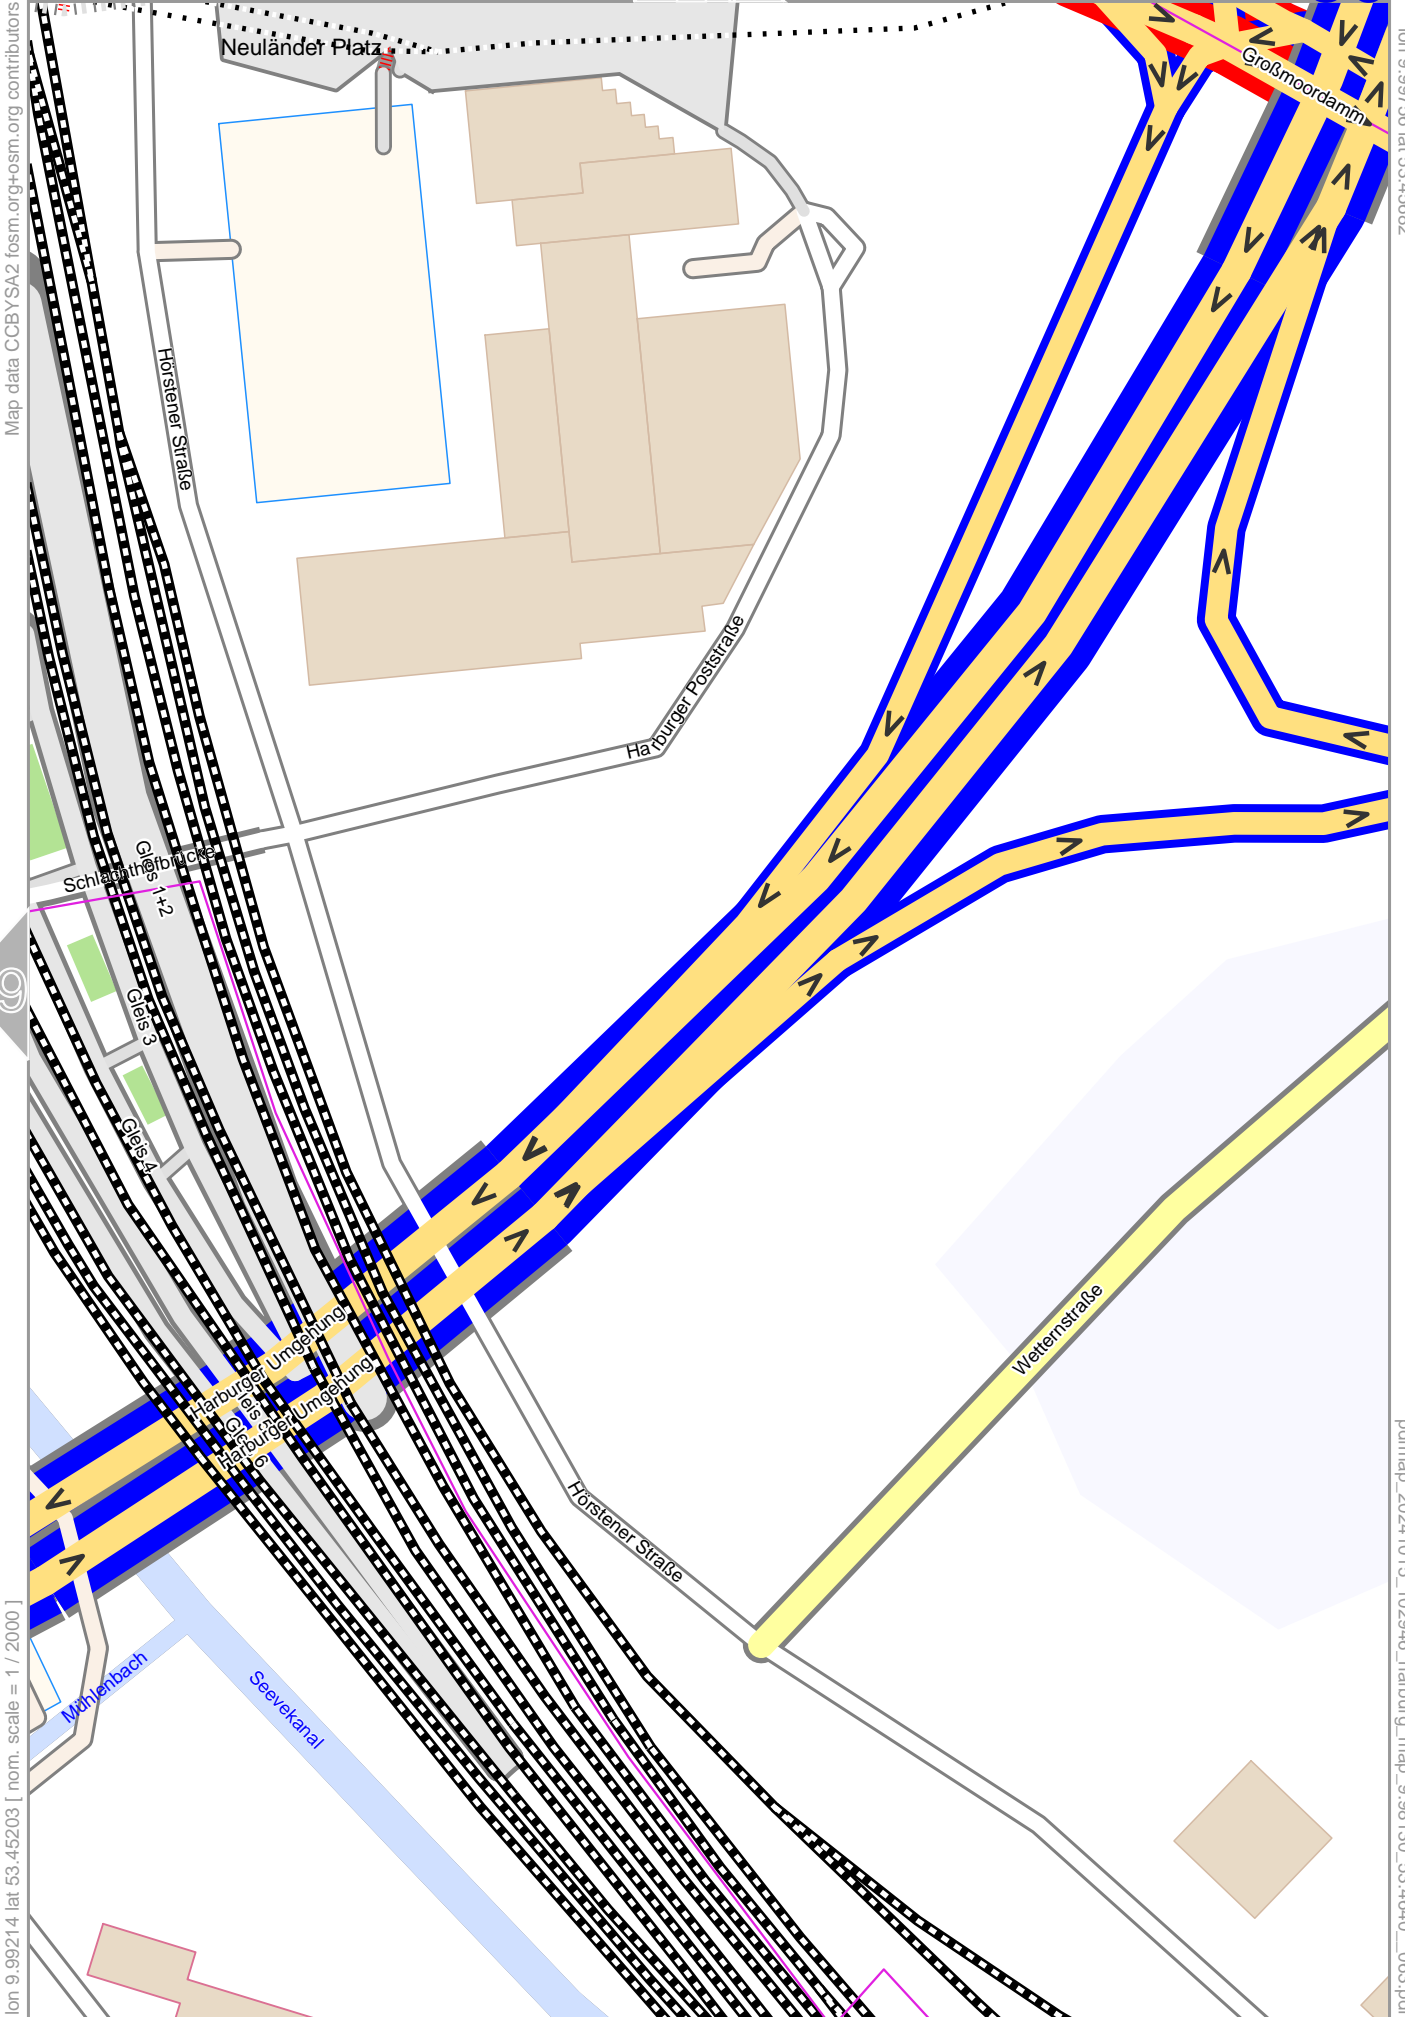 Map data CCBYSA2 fosm.org+osm.org contributors
Neuländer Platz
Großmoordamm
Hörstener Straße
Harburger Poststraße
Schlachthofbrücke
Gleis 1+2
9
Gleis 3
Gleis 4
Harburger Umgehung
Harburger Umgehung
Wetternstraße
Hörstener Straße
Mühlenbach
Seevekanal
lon 9.99214 lat 53.45203 [ nom. scale = 1 / 2000 ]